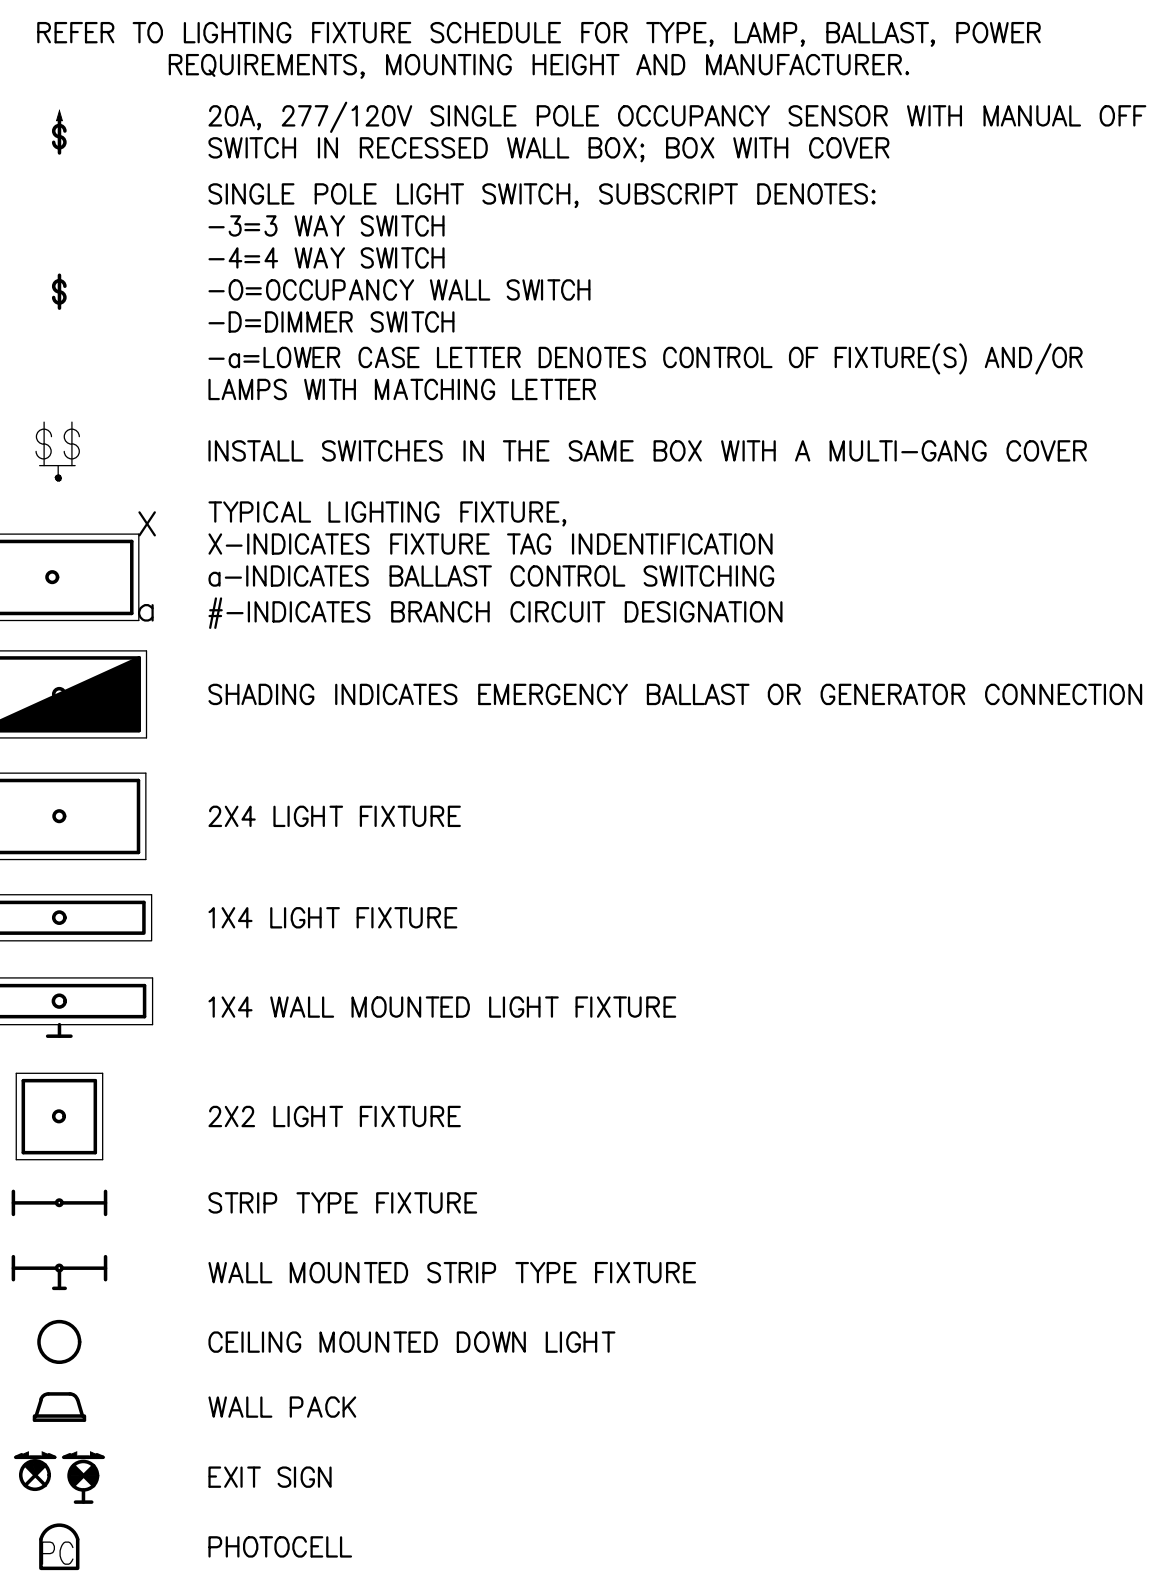 REFER TO LIGHTING FIXTURE SCHEDULE FOR TYPE, LAMP, BALLAST, POWER
REQUIREMENTS, MOUNTING HEIGHT AND MANUFACTURER.
$
20A, 277/120V SINGLE POLE OCCUPANCY SENSOR WITH MANUAL OFF
SWITCH IN RECESSED WALL BOX; BOX WITH COVER
SINGLE POLE LIGHT SWITCH, SUBSCRIPT DENOTES:
-3=3 WAY SWITCH
-4=4 WAY SWITCH
$
-O=OCCUPANCY WALL SWITCH
-D=DIMMER SWITCH
-a=LOWER CASE LETTER DENOTES CONTROL OF FIXTURE(S) AND/OR
LAMPS WITH MATCHING LETTER
$ $
INSTALL SWITCHES IN THE SAME BOX WITH A MULTI-GANG COVER
X
TYPICAL LIGHTING FIXTURE,
X-INDICATES FIXTURE TAG INDENTIFICATION
a-INDICATES BALLAST CONTROL SWITCHING
a
#-INDICATES BRANCH CIRCUIT DESIGNATION
SHADING INDICATES EMERGENCY BALLAST OR GENERATOR CONNECTION
2X4 LIGHT FIXTURE
1X4 LIGHT FIXTURE
1X4 WALL MOUNTED LIGHT FIXTURE
2X2 LIGHT FIXTURE
STRIP TYPE FIXTURE
WALL MOUNTED STRIP TYPE FIXTURE
CEILING MOUNTED DOWN LIGHT
WALL PACK
EXIT SIGN
PC
PHOTOCELL